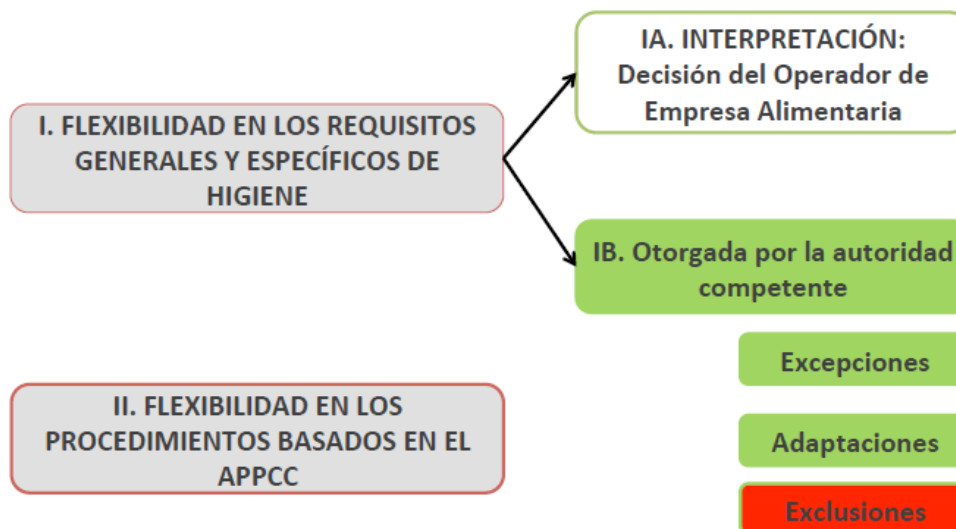 I. FLEXIBILIDAD EN LOS REQUISITOS
GENERALES Y ESPECÍFICOS DE
HIGIENE
IA. INTERPRETACIÓN:
Decisión del Operador de
Empresa Alimentaria
IB. Otorgada por la autoridad
competente
Excepciones
Adaptaciones
Exclusiones
II. FLEXIBILIDAD EN LOS
PROCEDIMIENTOS BASADOS EN EL
APPCC